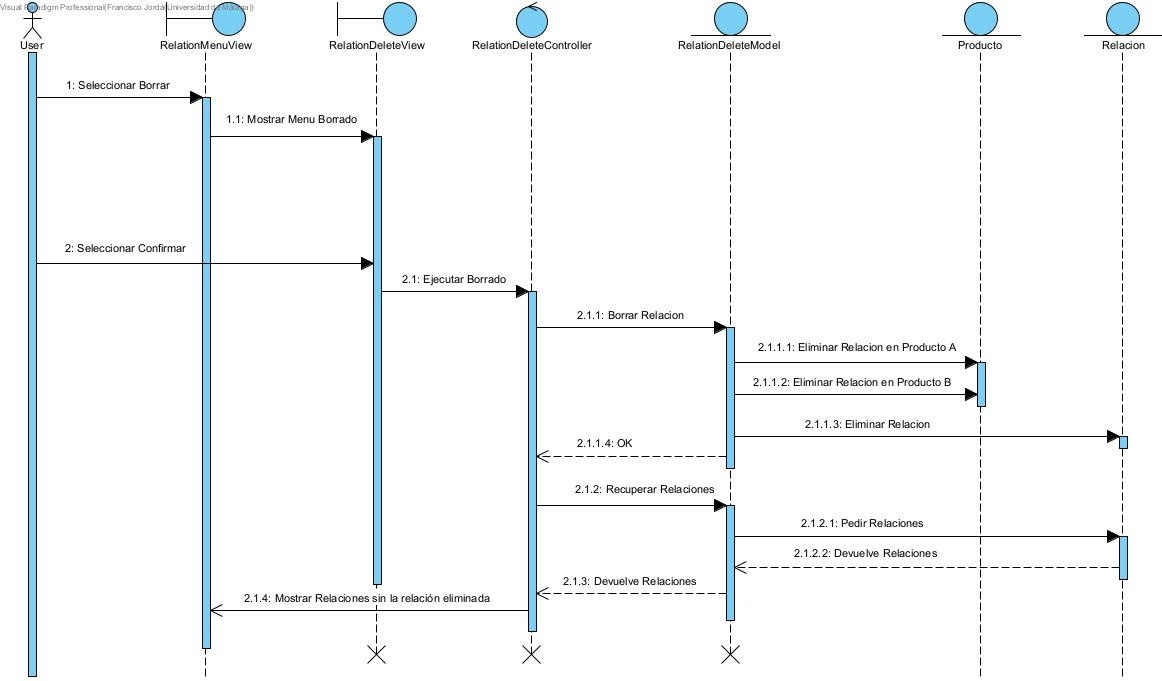 Visual Paradigm Professional(Francisco Jordá(Universidad de Málaga))
User
RelationMenuView
RelationDeleteView
RelationDeleteController
RelationDeleteModel
Producto
Relacion
1: Seleccionar Borrar
1.1: Mostrar Menu Borrado
2: Seleccionar Confirmar
2.1: Ejecutar Borrado
2.1.1: Borrar Relacion
2.1.1.1: Eliminar Relacion en Producto A
2.1.1.2: Eliminar Relacion en Producto B
2.1.1.3: Eliminar Relacion
2.1.1.4: OK
2.1.2: Recuperar Relaciones
2.1.2.1: Pedir Relaciones
2.1.2.2: Devuelve Relaciones
2.1.3: Devuelve Relaciones
2.1.4: Mostrar Relaciones sin la relación eliminada